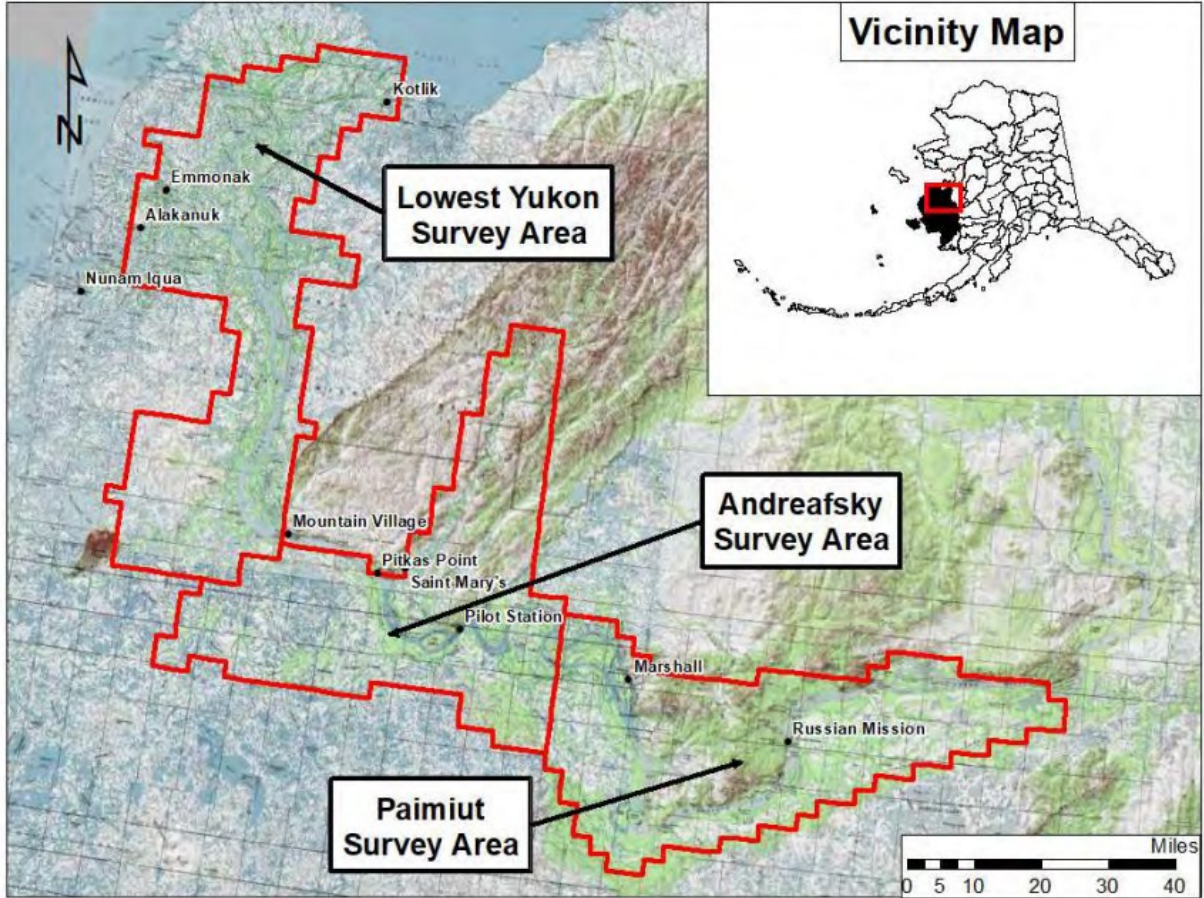 Vicinity Map
N
Kotlik
Lowest Yukon
Survey Area
Emmonak
Alakanuk
Nunam Iqua
Andreafsky
Survey Area
Mountain Village
Pitkas Point
Saint Mary's
Pilot Station
Marshall
Russian Mission
Paimiut
Survey Area
Miles
0 5 10 20 30 40